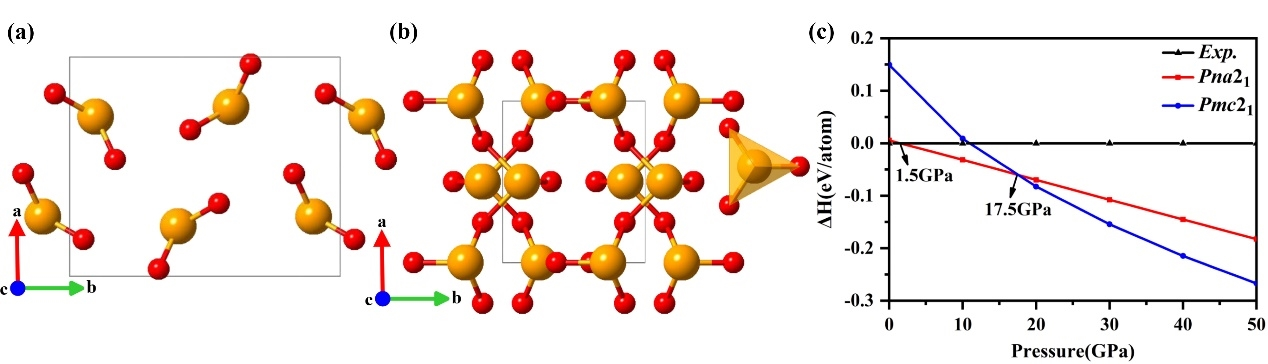 (a)
a
c
b
(b)
a
c
b
(c)
ΔH(eV/atom)
0.2
0.1
0.0
-0.1
-0.2
-0.3
Exp.
Pna2₁
Pmc2₁
1.5GPa
17.5GPa
0 10 20 30 40 50
Pressure(GPa)